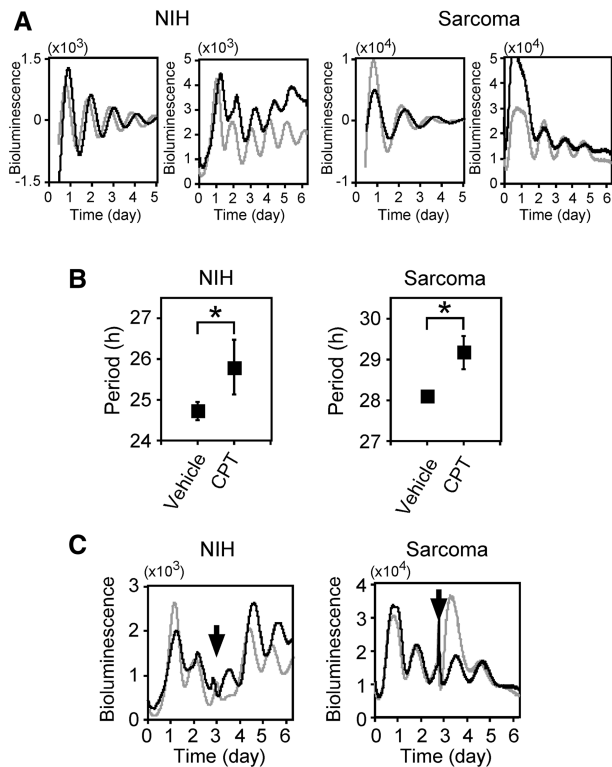 A
NIH
Sarcoma
(x10³)
(x10³)
(x10⁴)
(x10⁴)
Bioluminescence
1.5
0
-1.5
0 1 2 3 4 5
Time (day)
Bioluminescence
5
4
3
2
1
0
0 1 2 3 4 5 6
Time (day)
Bioluminescence
1
0
-1
0 1 2 3 4 5
Time (day)
Bioluminescence
5
4
3
2
1
0
0 1 2 3 4 5 6
Time (day)
B
NIH
Sarcoma
Period (h)
27
26
25
24
*
Vehicle
CPT
Period (h)
30
29
28
27
*
Vehicle
CPT
C
NIH
Sarcoma
(x10³)
(x10⁴)
Bioluminescence
3
2
1
0
0 1 2 3 4 5 6
Time (day)
Bioluminescence
4
3
2
1
0
0 1 2 3 4 5 6
Time (day)